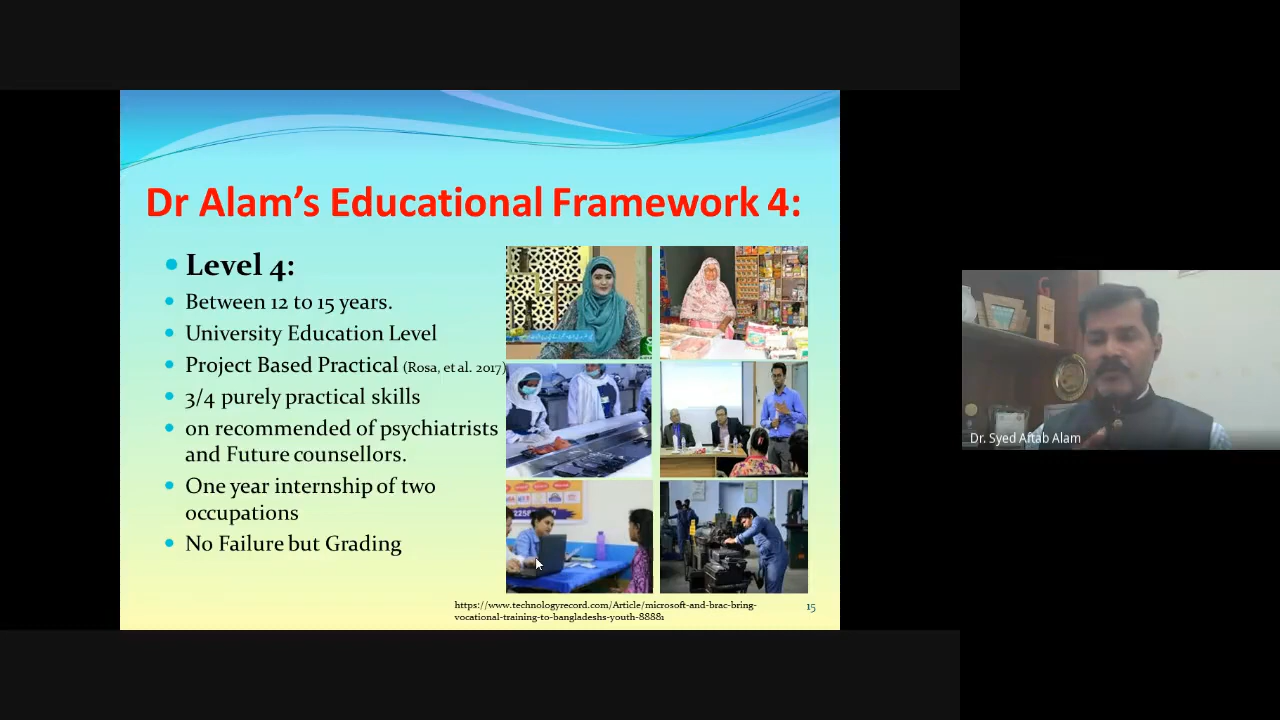 Dr Alam's Educational Framework 4:
Level 4:
Between 12 to 15 years.
University Education Level
Project Based Practical (Rosa, et al. 2017)
3/4 purely practical skills
on recommended of psychiatrists
and Future counsellors.
One year internship of two
occupations
No Failure but Grading
https://www.technologyrecord.com/Article/microsoft-and-brac-bring-
vocational-training-to-bangladeshs-youth-88881
15
Dr. Syed Aftab Alam